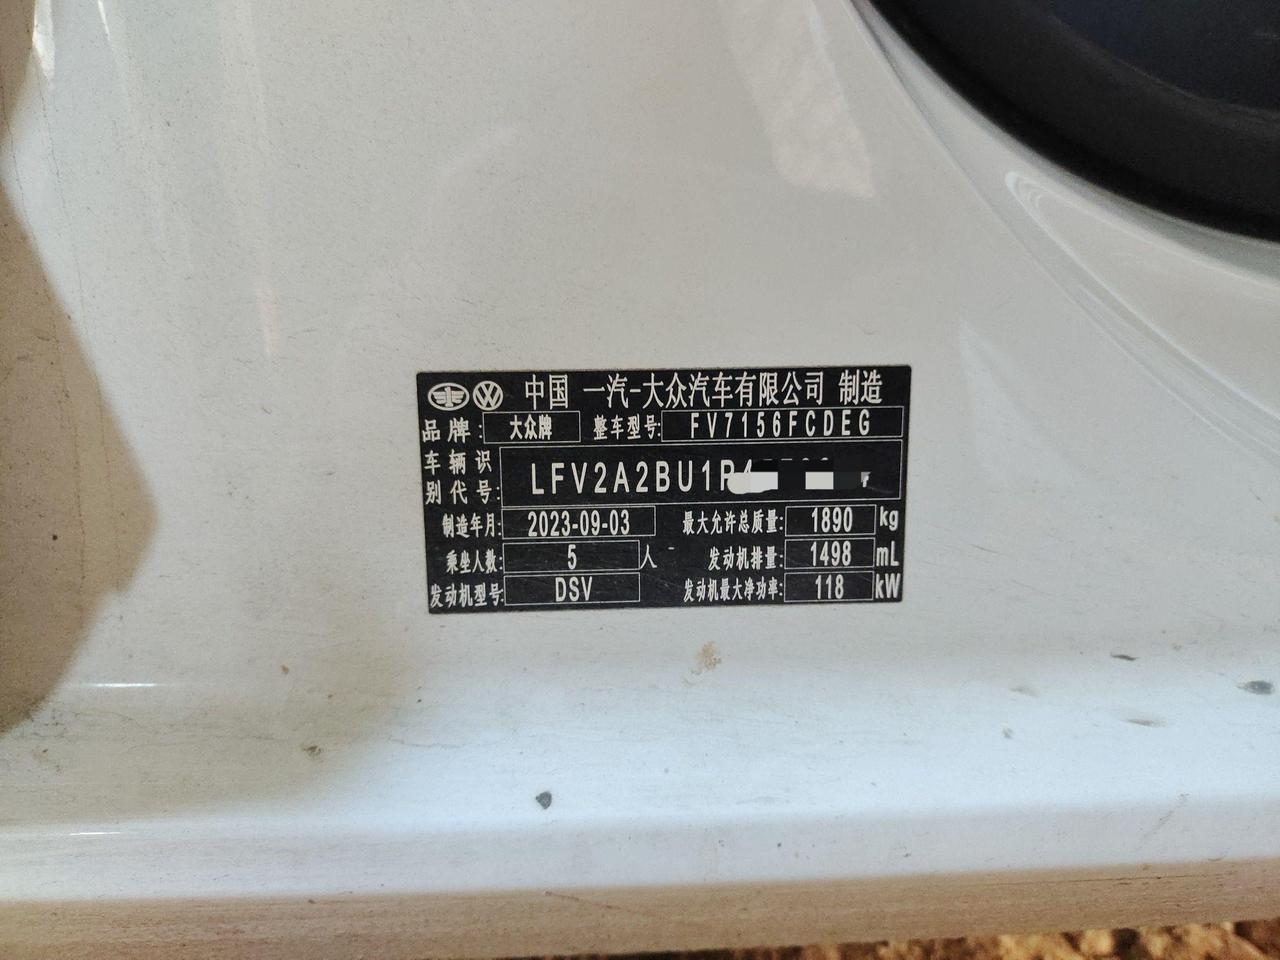 中国 一汽-大众汽车有限公司 制造
品牌: 大众牌 整车型号: FV7156FCDEG
车辆识别代号: LFV2A2BU1R4
制造年月: 2023-09-03 最大允许总质量: 1890 kg
乘坐人数: 5 人 发动机排量: 1498 mL
发动机型号: DSV 发动机最大净功率: 118 kW